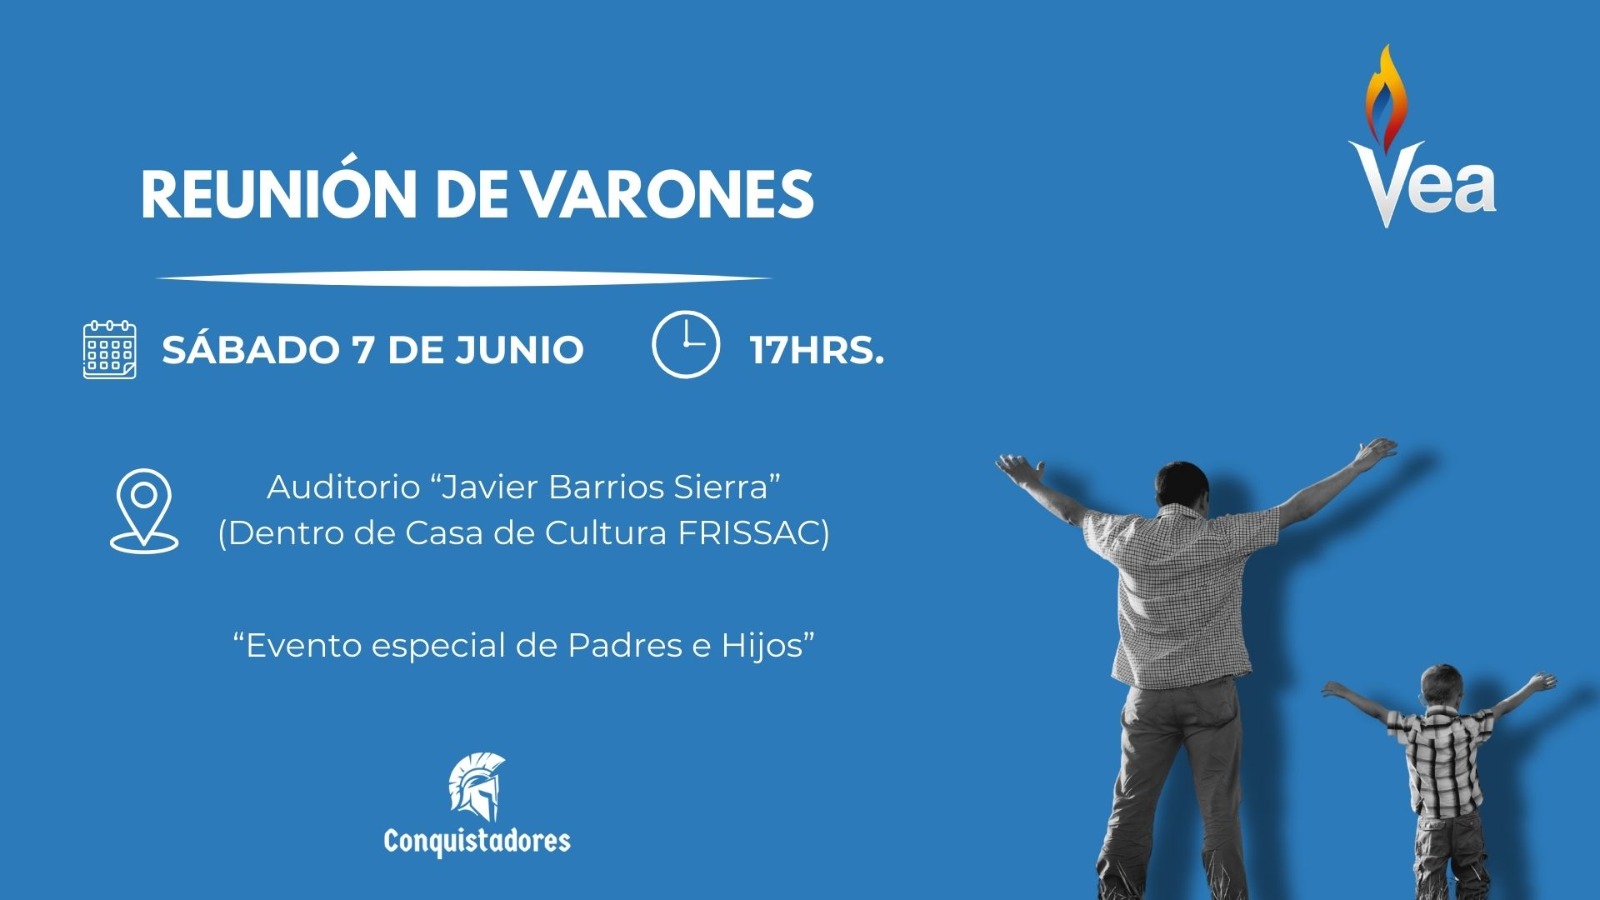 Vea
REUNIÓN DE VARONES
SÁBADO 7 DE JUNIO
17HRS.
Auditorio “Javier Barrios Sierra”
(Dentro de Casa de Cultura FRISSAC)
“Evento especial de Padres e Hijos”
Conquistadores